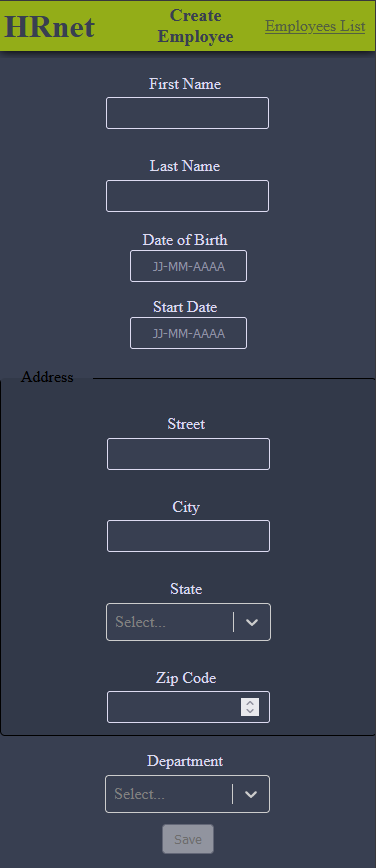 HRnet
Create
Employee
Employees List
First Name
Last Name
Date of Birth
JJ-MM-AAAA
Start Date
JJ-MM-AAAA
Address
Street
City
State
Select...
Zip Code
Department
Select...
Save